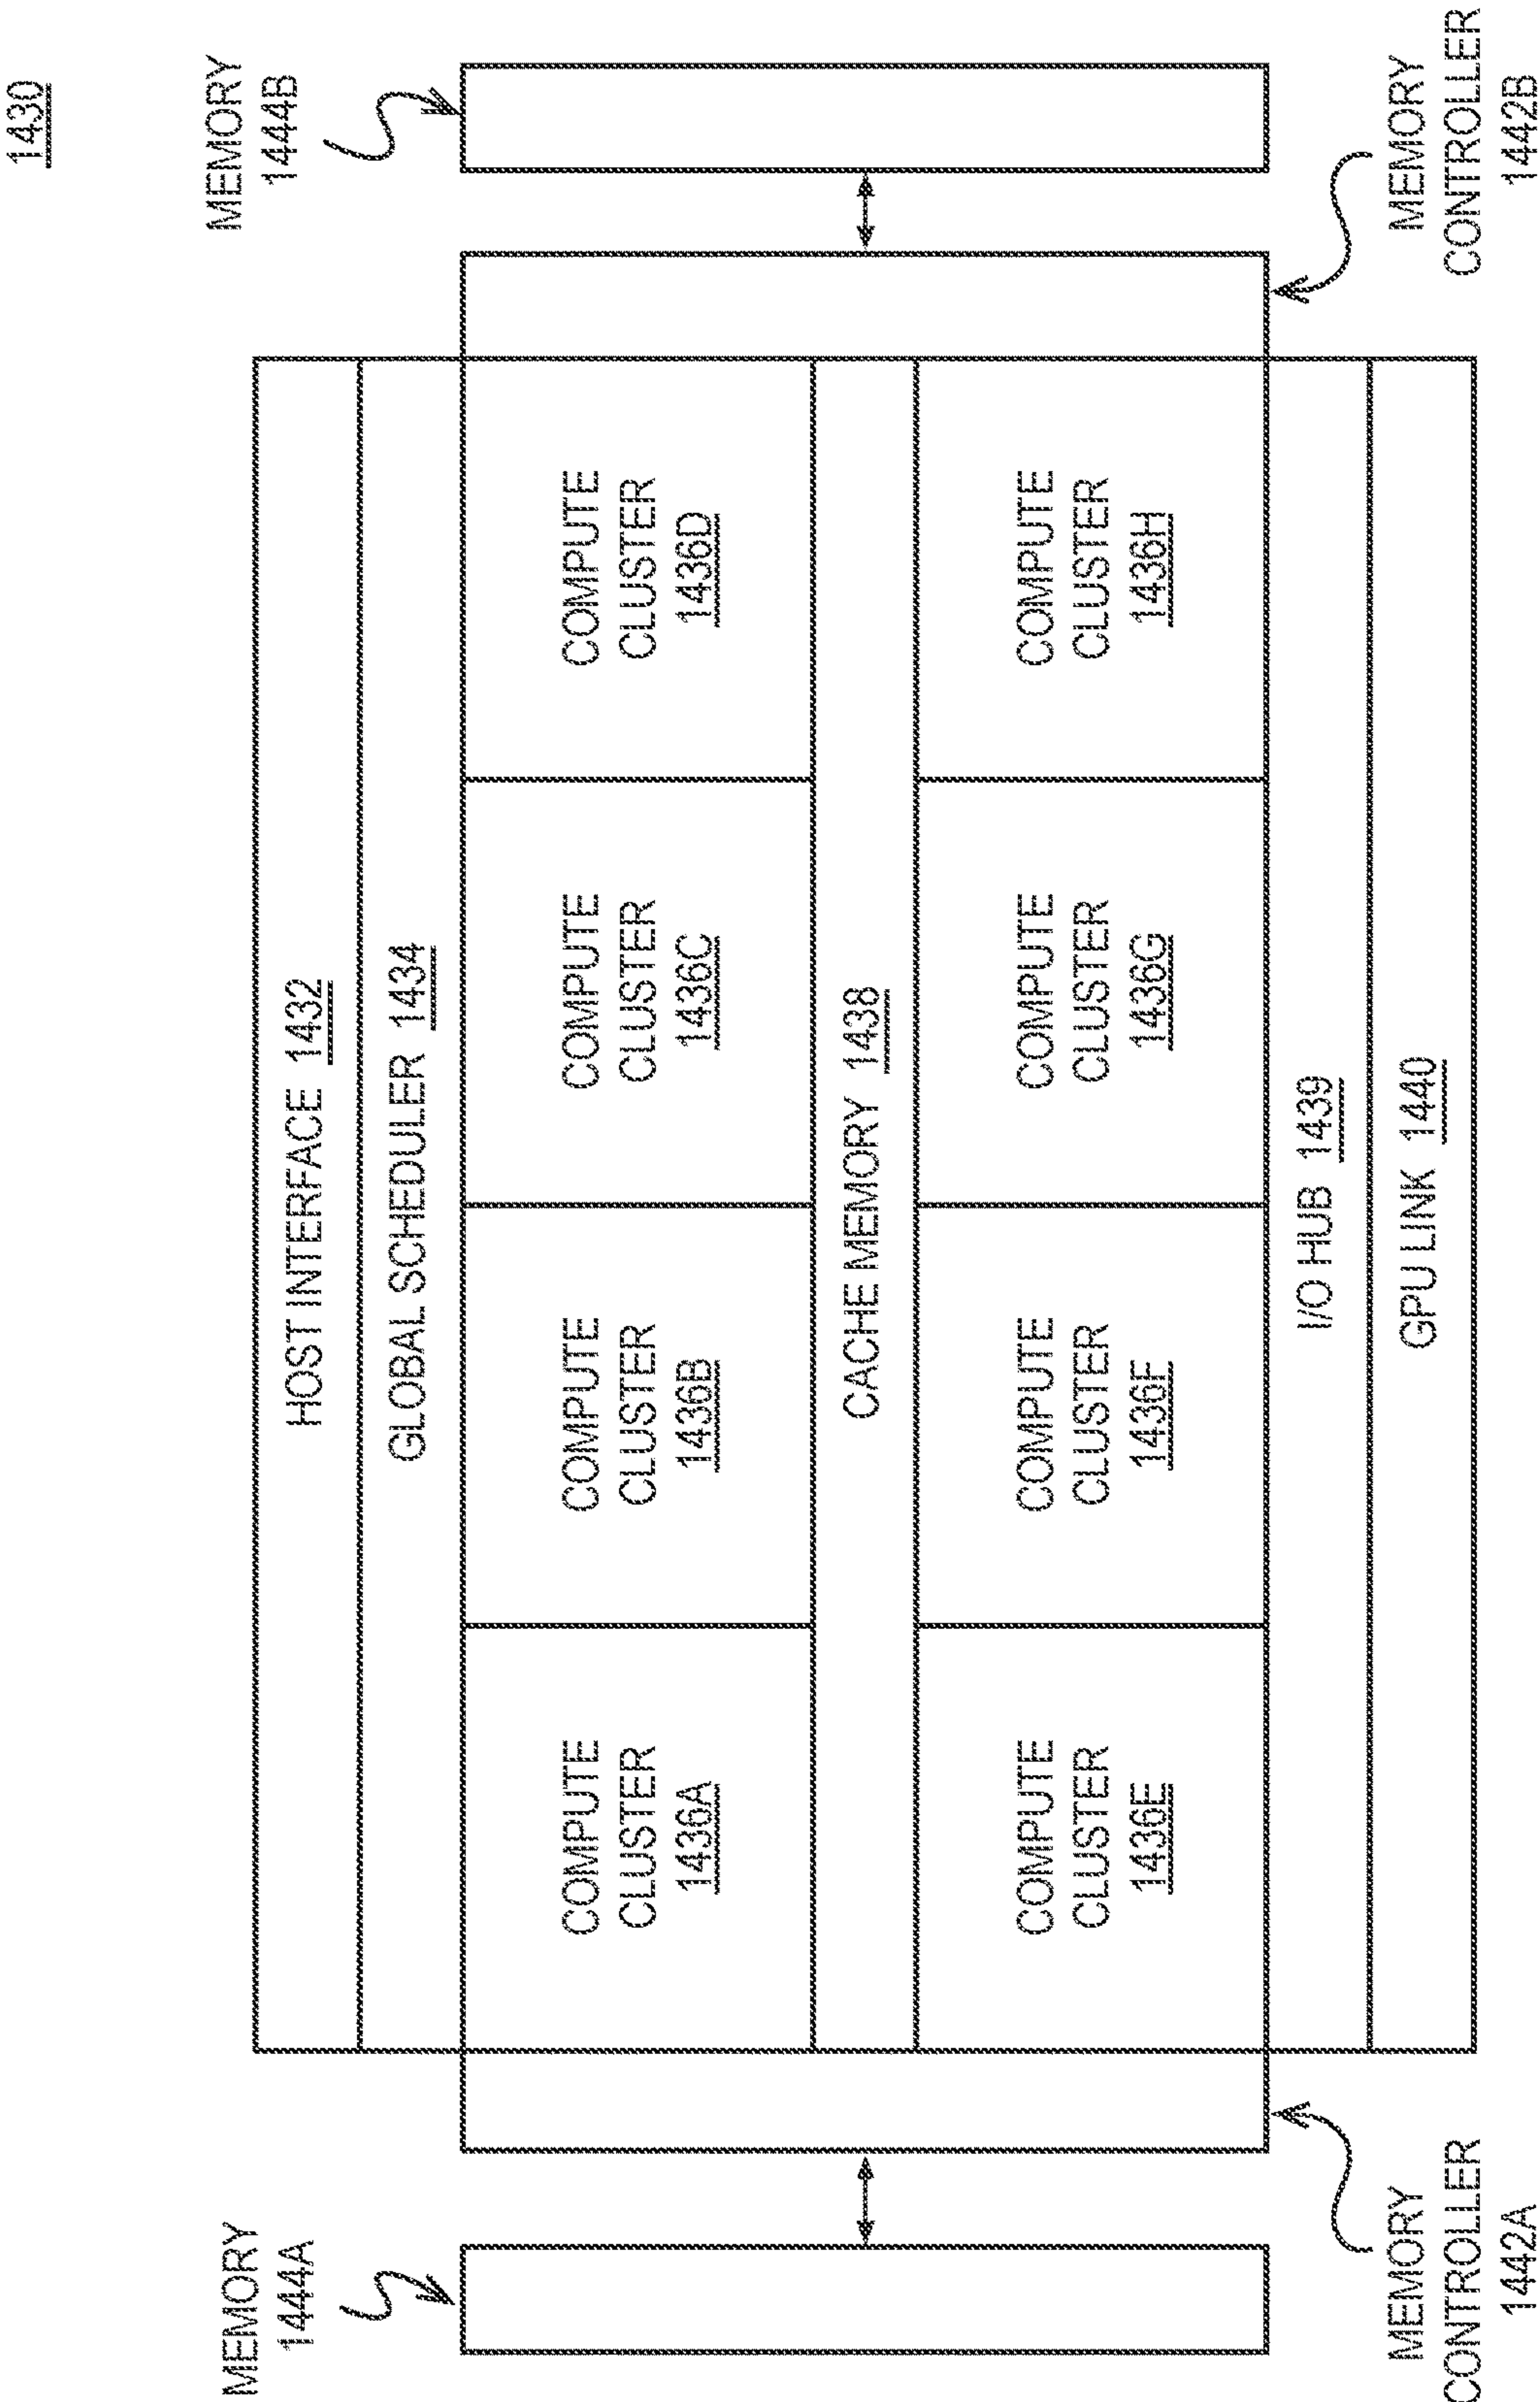 1430
HOST INTERFACE 1432
GLOBAL SCHEDULER 1434
MEMORY
1444A
MEMORY
1444B
COMPUTE
CLUSTER
1436A
COMPUTE
CLUSTER
1436B
COMPUTE
CLUSTER
1436C
COMPUTE
CLUSTER
1436D
CACHE MEMORY 1438
COMPUTE
CLUSTER
1436E
COMPUTE
CLUSTER
1436F
COMPUTE
CLUSTER
1436G
COMPUTE
CLUSTER
1436H
I/O HUB 1439
GPU LINK 1440
MEMORY
CONTROLLER
1442A
MEMORY
CONTROLLER
1442B